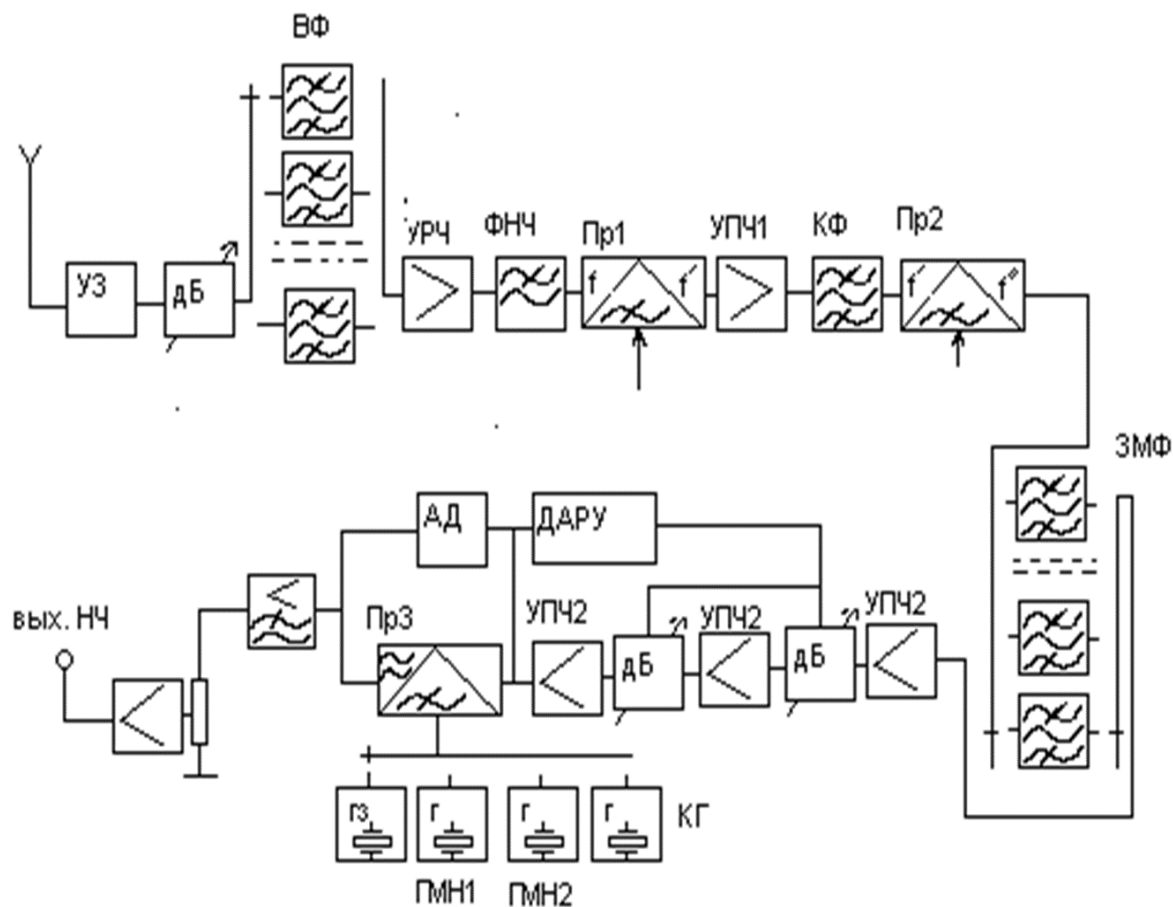 ВФ
УРЧ ФНЧ Пр1 УПЧ1 КФ Пр2
УЗ дБ f f′ f′ f″
ЗМФ
АД ДАРУ
вых. НЧ Пр3 УПЧ2 УПЧ2 УПЧ2
дБ дБ
гз г г г КГ
ГМН1 ГМН2